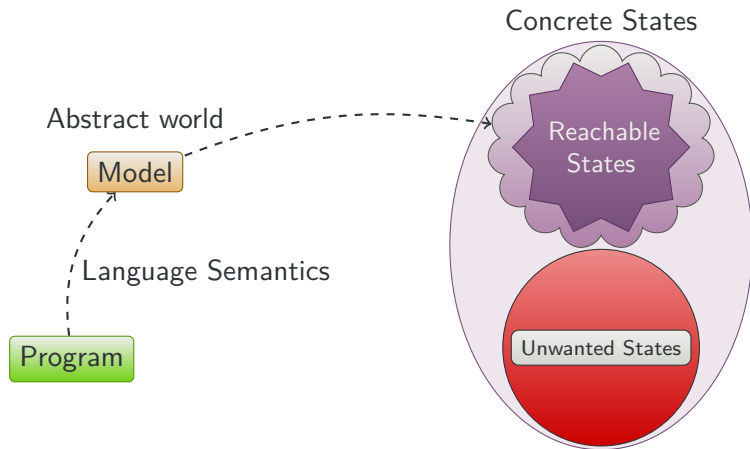 Concrete States
Abstract world
Reachable
States
Model
Language Semantics
Program
Unwanted States